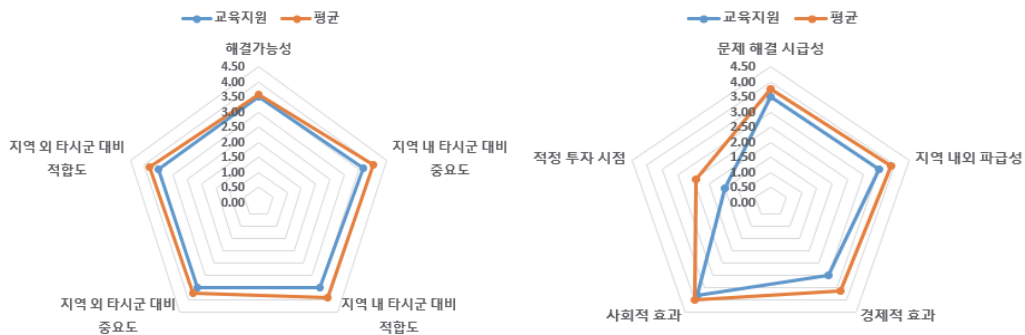 교육지원 평균
해결가능성
4.50
4.00
3.50
3.00
2.50
2.00
1.50
1.00
0.50
0.00
지역 내 타시군 대비
중요도
지역 내 타시군 대비
적합도
지역 외 타시군 대비
중요도
지역 외 타시군 대비
적합도
교육지원 평균
문제 해결 시급성
4.50
4.00
3.50
3.00
2.50
2.00
1.50
1.00
0.50
0.00
지역 내외 파급성
경제적 효과
사회적 효과
적정 투자 시점